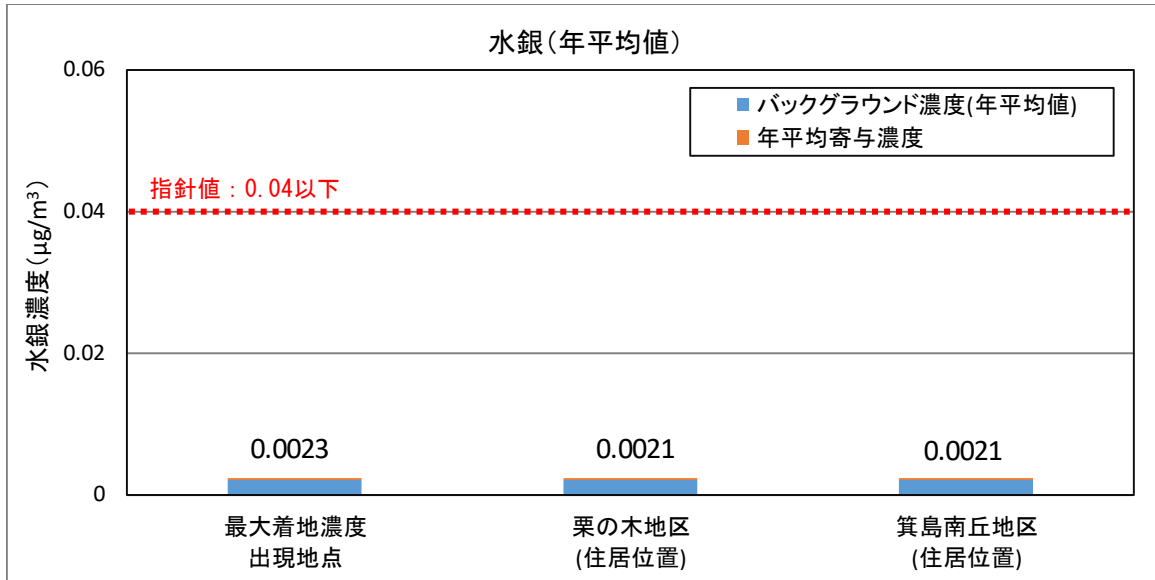 水銀（年平均値）
0.06
バックグラウンド濃度(年平均値)
年平均寄与濃度
指針値：0.04以下
0.04
水銀濃度（μg/m³）
0.02
0.0023
0.0021
0.0021
0
最大着地濃度
出現地点
栗の木地区
(住居位置)
箕島南丘地区
(住居位置)